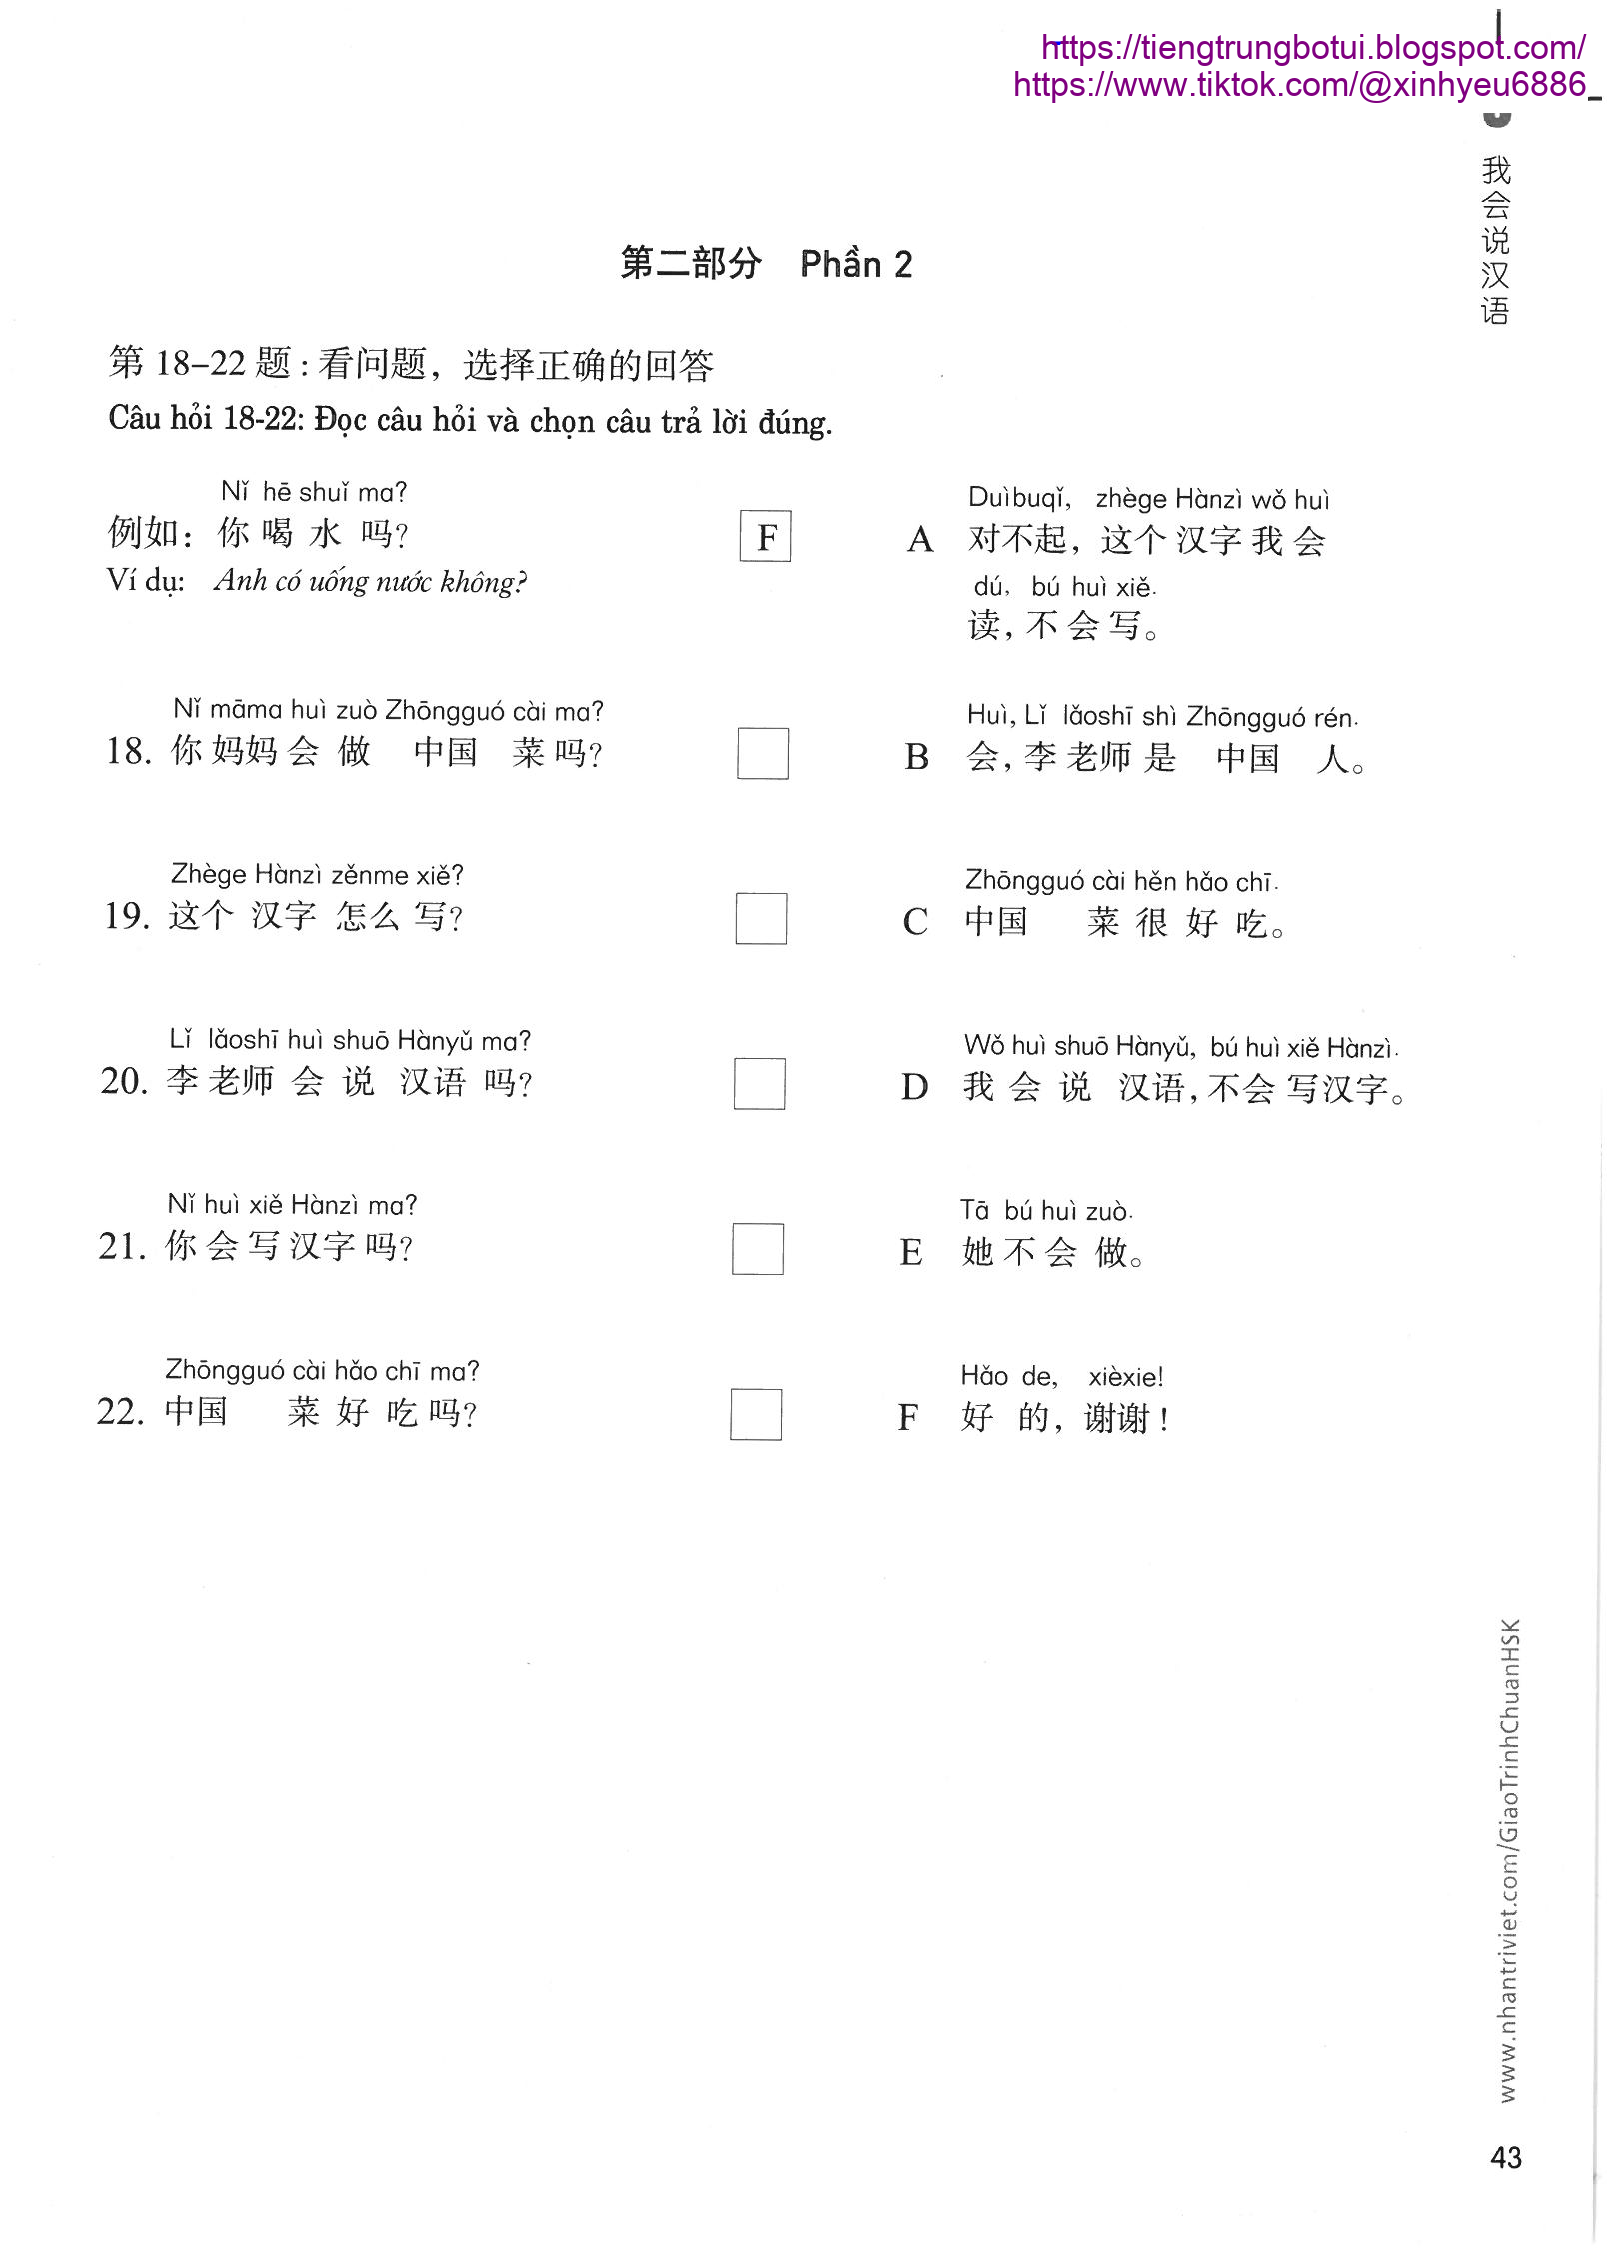 https://tiengtrungbotui.blogspot.com/
https://www.tiktok.com/@xinhyeu6886
我会说汉语
第二部分 Phần 2
第 18–22 题：看问题，选择正确的回答
Câu hỏi 18-22: Đọc câu hỏi và chọn câu trả lời đúng.
Nǐ hē shuǐ ma?
例如：你喝水吗？ F
Ví dụ: Anh có uống nước không?
Duìbuqǐ, zhège Hànzì wǒ huì
A 对不起，这个汉字我会
dú, bú huì xiě.
读，不会写。
Nǐ māma huì zuò Zhōngguó cài ma?
18. 你妈妈会做中国菜吗？
Huì, Lǐ lǎoshī shì Zhōngguó rén.
B 会，李老师是中国人。
Zhège Hànzì zěnme xiě?
19. 这个汉字怎么写？
Zhōngguó cài hěn hǎo chī.
C 中国菜很好吃。
Lǐ lǎoshī huì shuō Hànyǔ ma?
20. 李老师会说汉语吗？
Wǒ huì shuō Hànyǔ, bú huì xiě Hànzì.
D 我会说汉语，不会写汉字。
Nǐ huì xiě Hànzì ma?
21. 你会写汉字吗？
Tā bú huì zuò.
E 她不会做。
Zhōngguó cài hǎo chī ma?
22. 中国菜好吃吗？
Hǎo de, xièxie!
F 好的，谢谢！
www.nhantriviet.com/GiaoTrinhChuanHSK
43